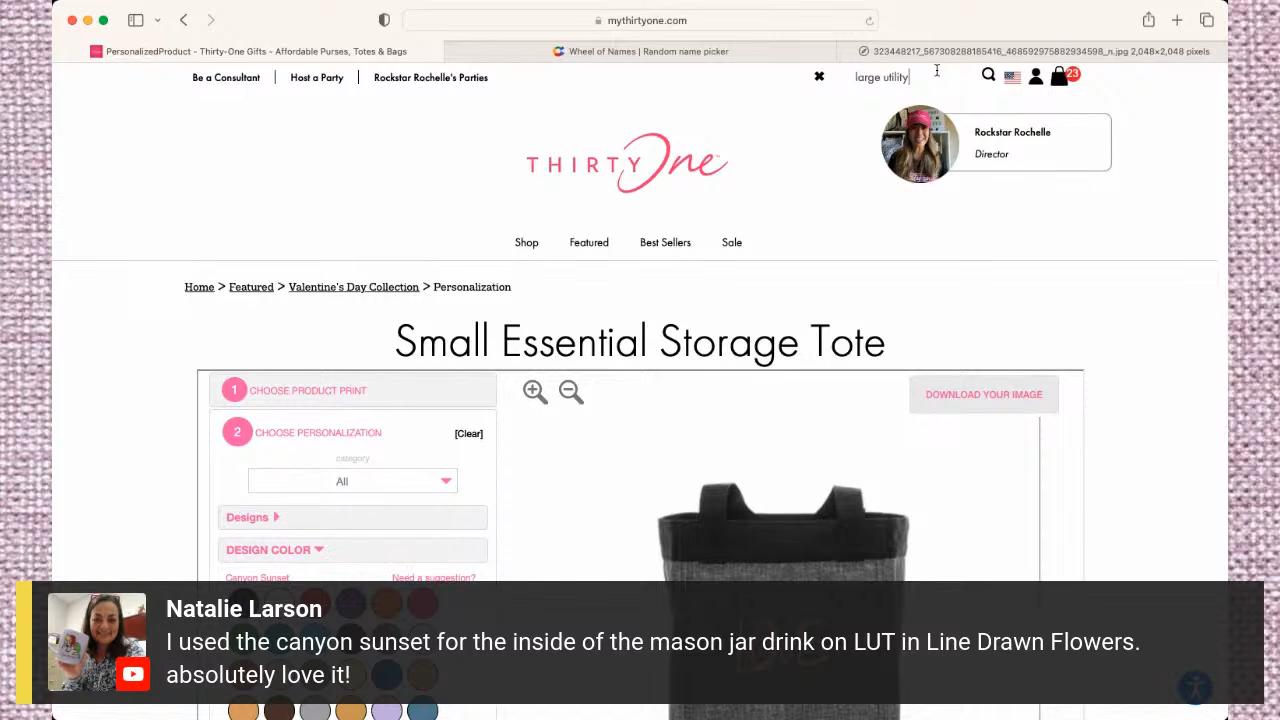 mythirtyone.com
PersonalizedProduct - Thirty-One Gifts - Affordable Purses, Totes & Bags
Wheel of Names | Random name picker
323448217_567308288185416_468592975882934598_n.jpg 2,048×2,048 pixels
Be a Consultant
Host a Party
Rockstar Rochelle's Parties
large utility
23
Rockstar Rochelle
Director
THIRTY One
Shop
Featured
Best Sellers
Sale
Home > Featured > Valentine's Day Collection > Personalization
Small Essential Storage Tote
1 CHOOSE PRODUCT PRINT
DOWNLOAD YOUR IMAGE
2 CHOOSE PERSONALIZATION
[Clear]
category
All
Designs
DESIGN COLOR
Canyon Sunset
Need a suggestion?
Natalie Larson
I used the canyon sunset for the inside of the mason jar drink on LUT in Line Drawn Flowers.
absolutely love it!